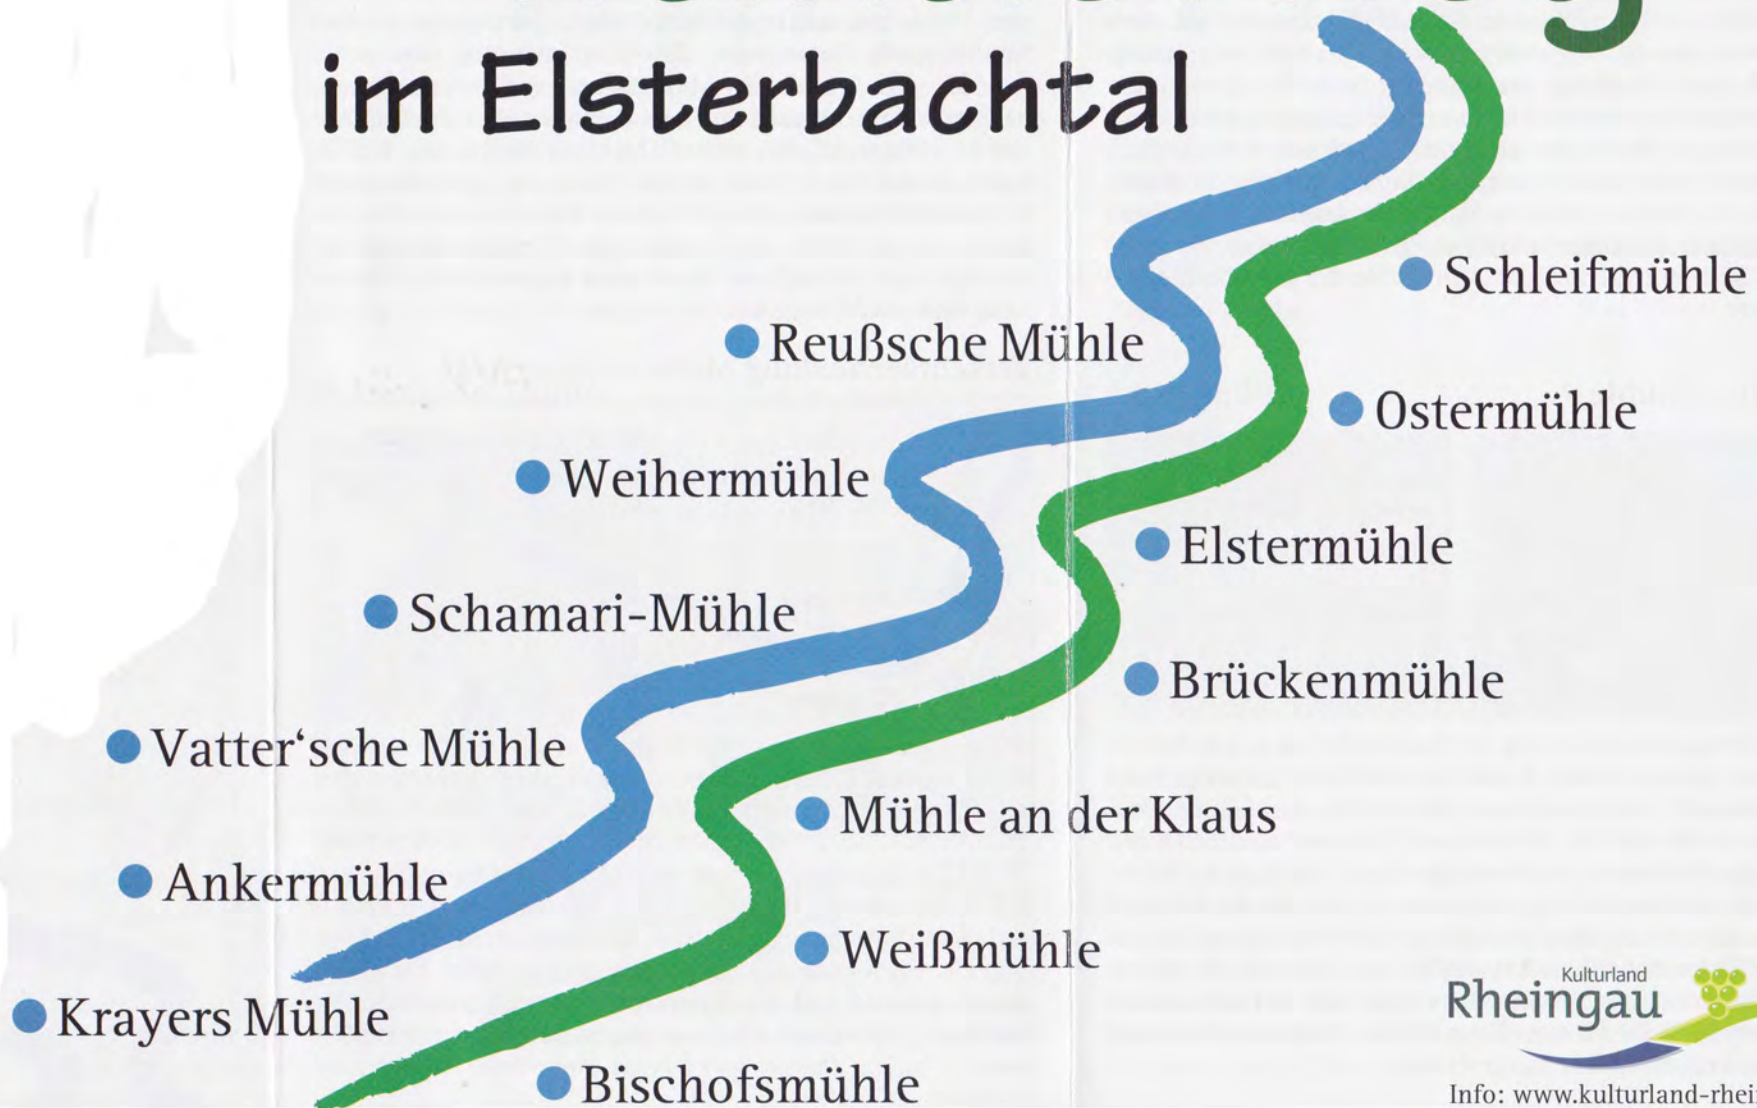 im Elsterbachtal
Schleifmühle
Reußsche Mühle
Ostermühle
Weihermühle
Elstermühle
Schamari-Mühle
Brückenmühle
Vatter‘sche Mühle
Mühle an der Klaus
Ankermühle
Weißmühle
Kulturland
Rheingau
Krayers Mühle
Bischofsmühle
Info: www.kulturland-rhei